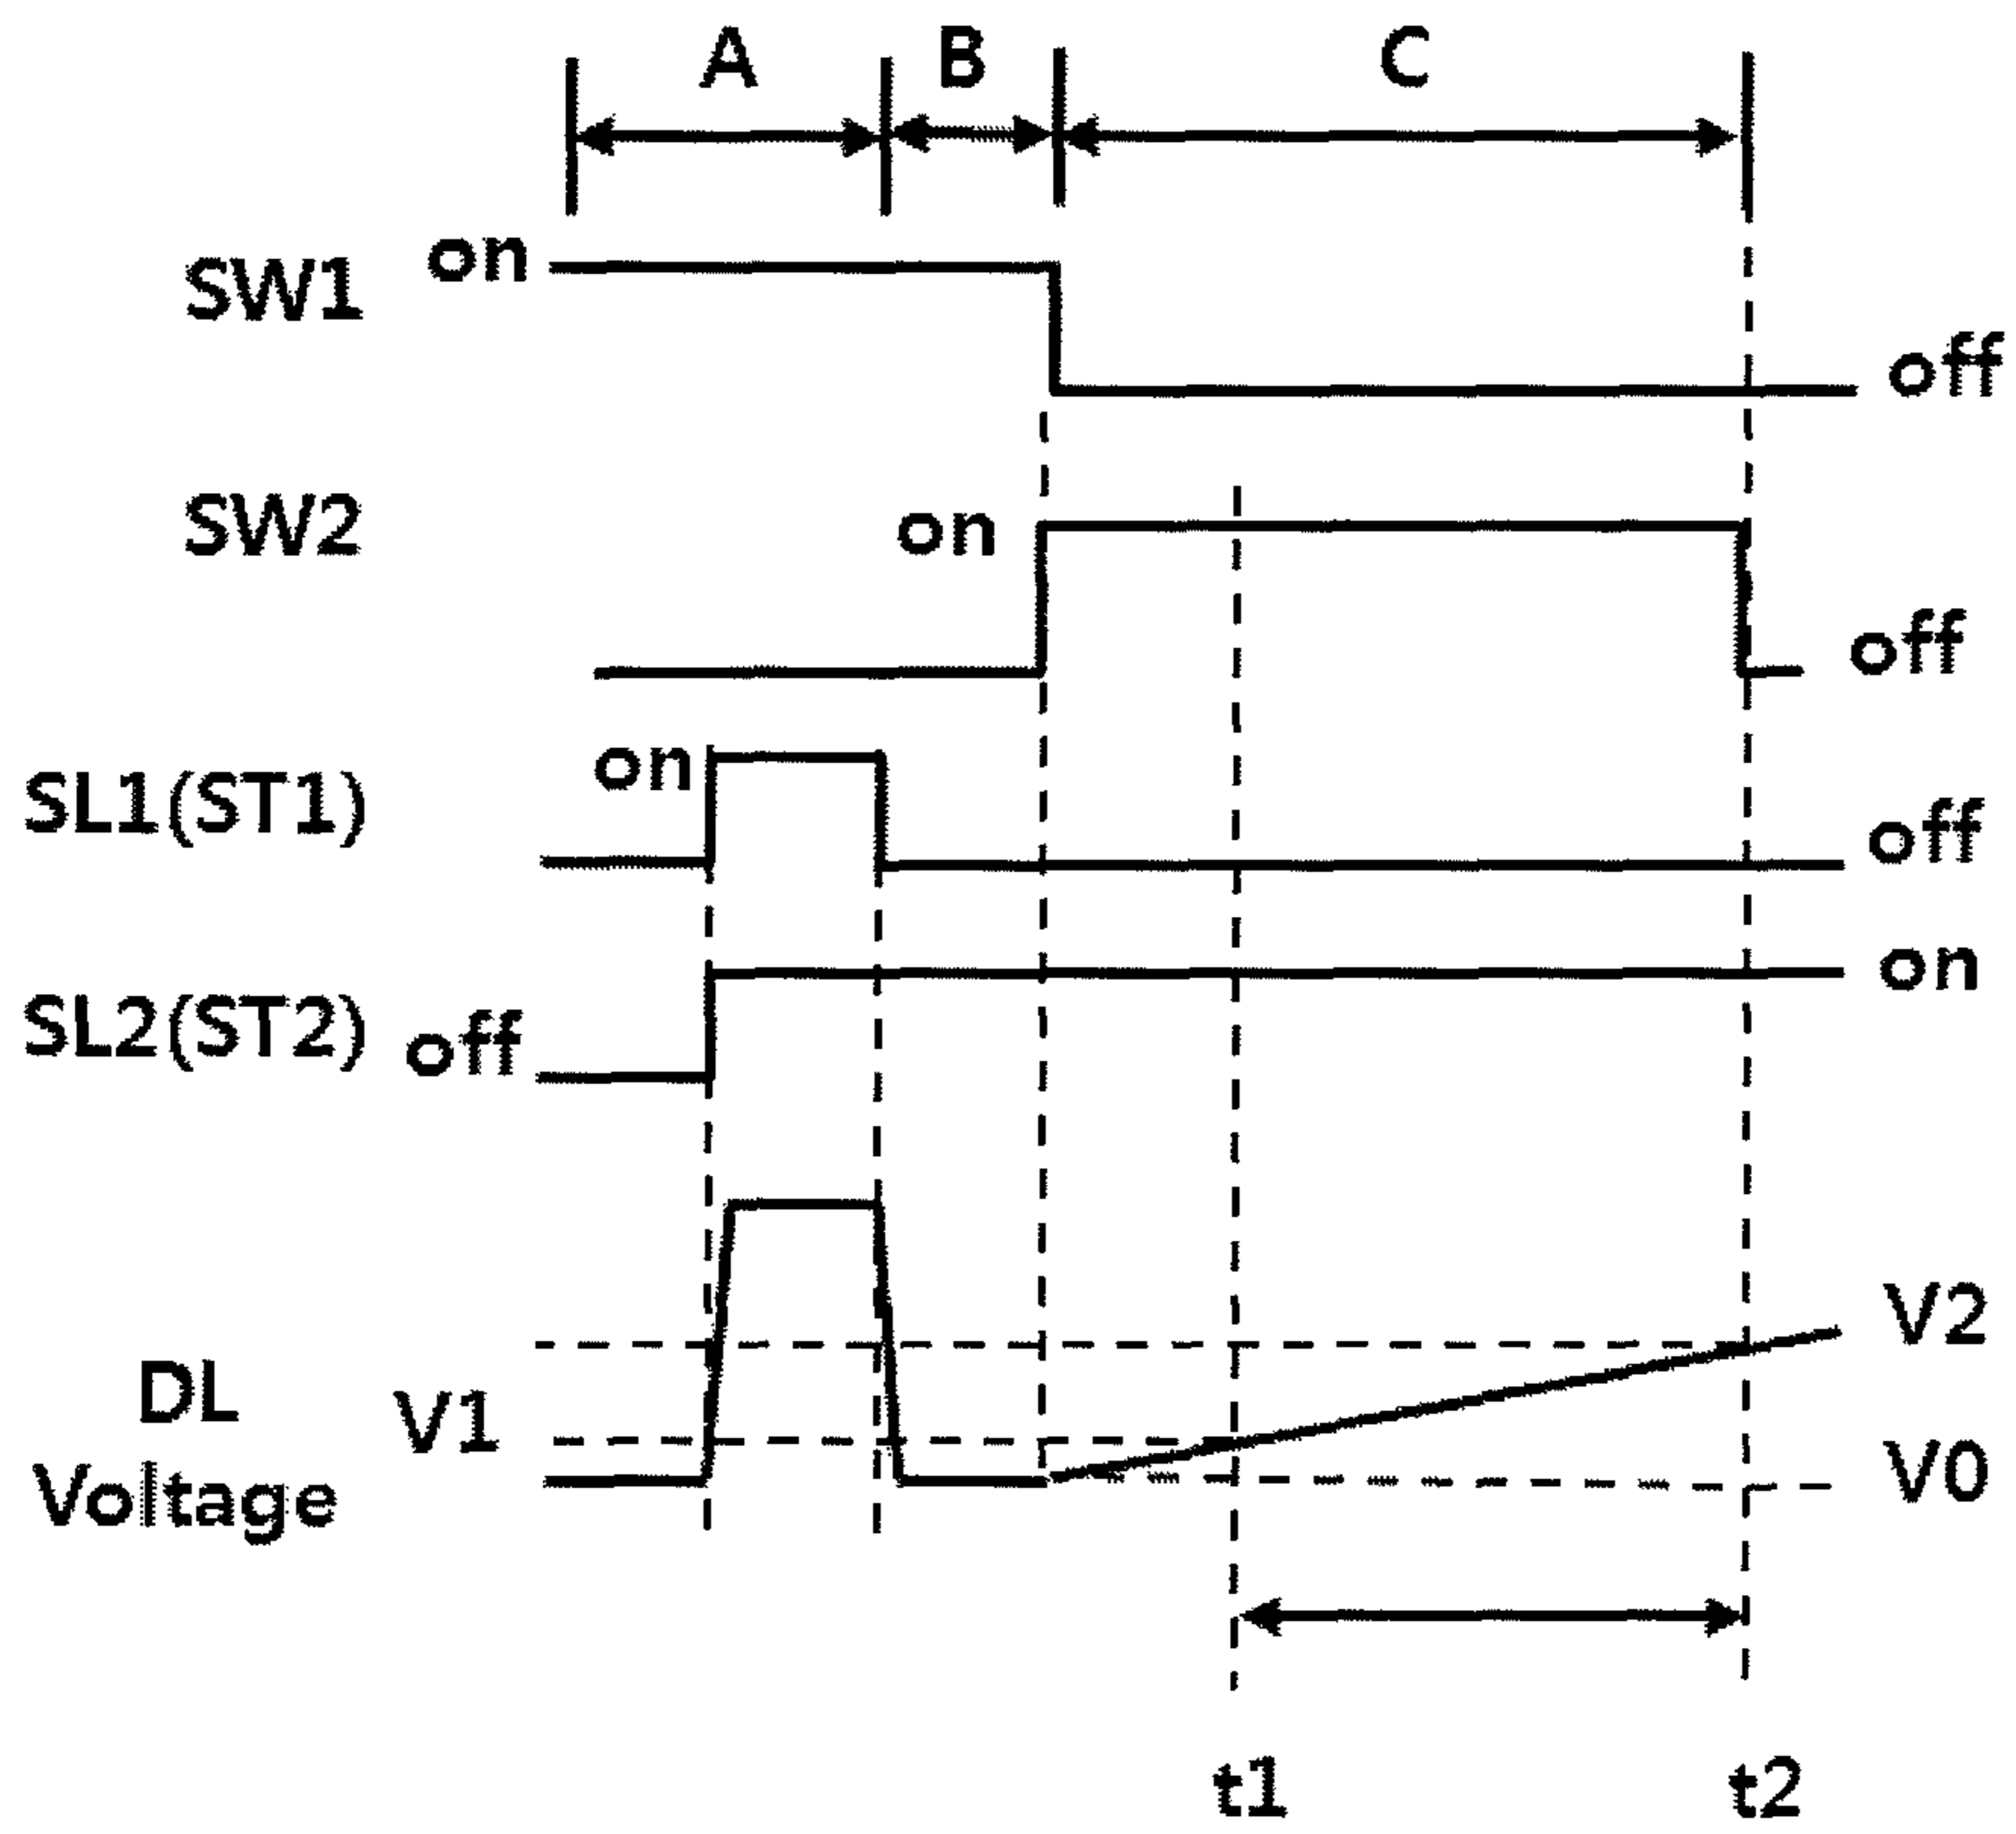 A B C
SW1 on
off
SW2 on
off
SL1(ST1) on
off
on
SL2(ST2) off
V2
DL
Voltage
V1
V0
t1 t2